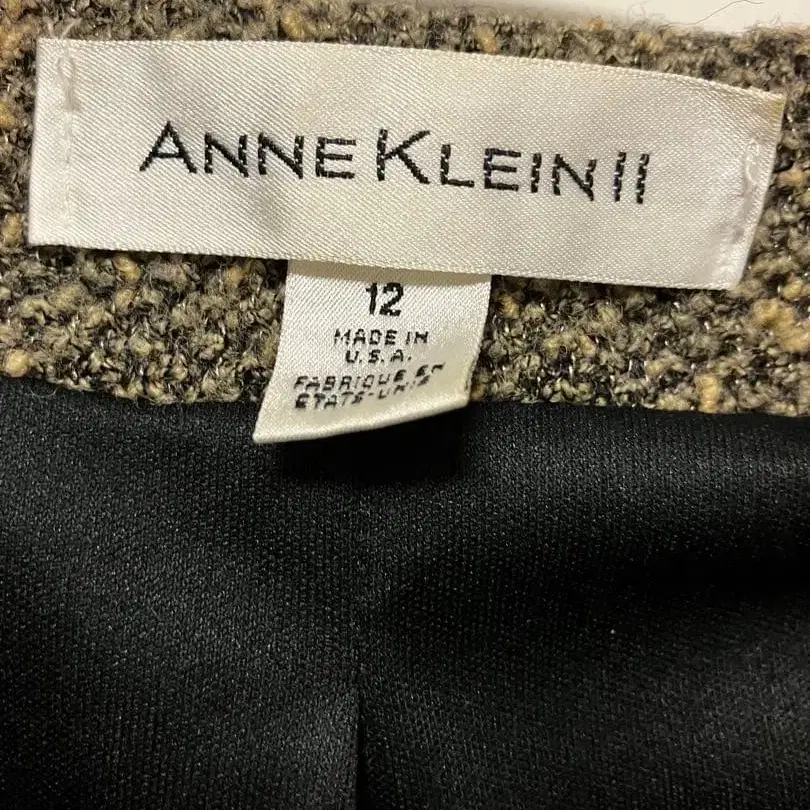 ANNE KLEIN II
12
MADE IN
U.S.A.
FABRIQUE EN
ETATS-UNIS